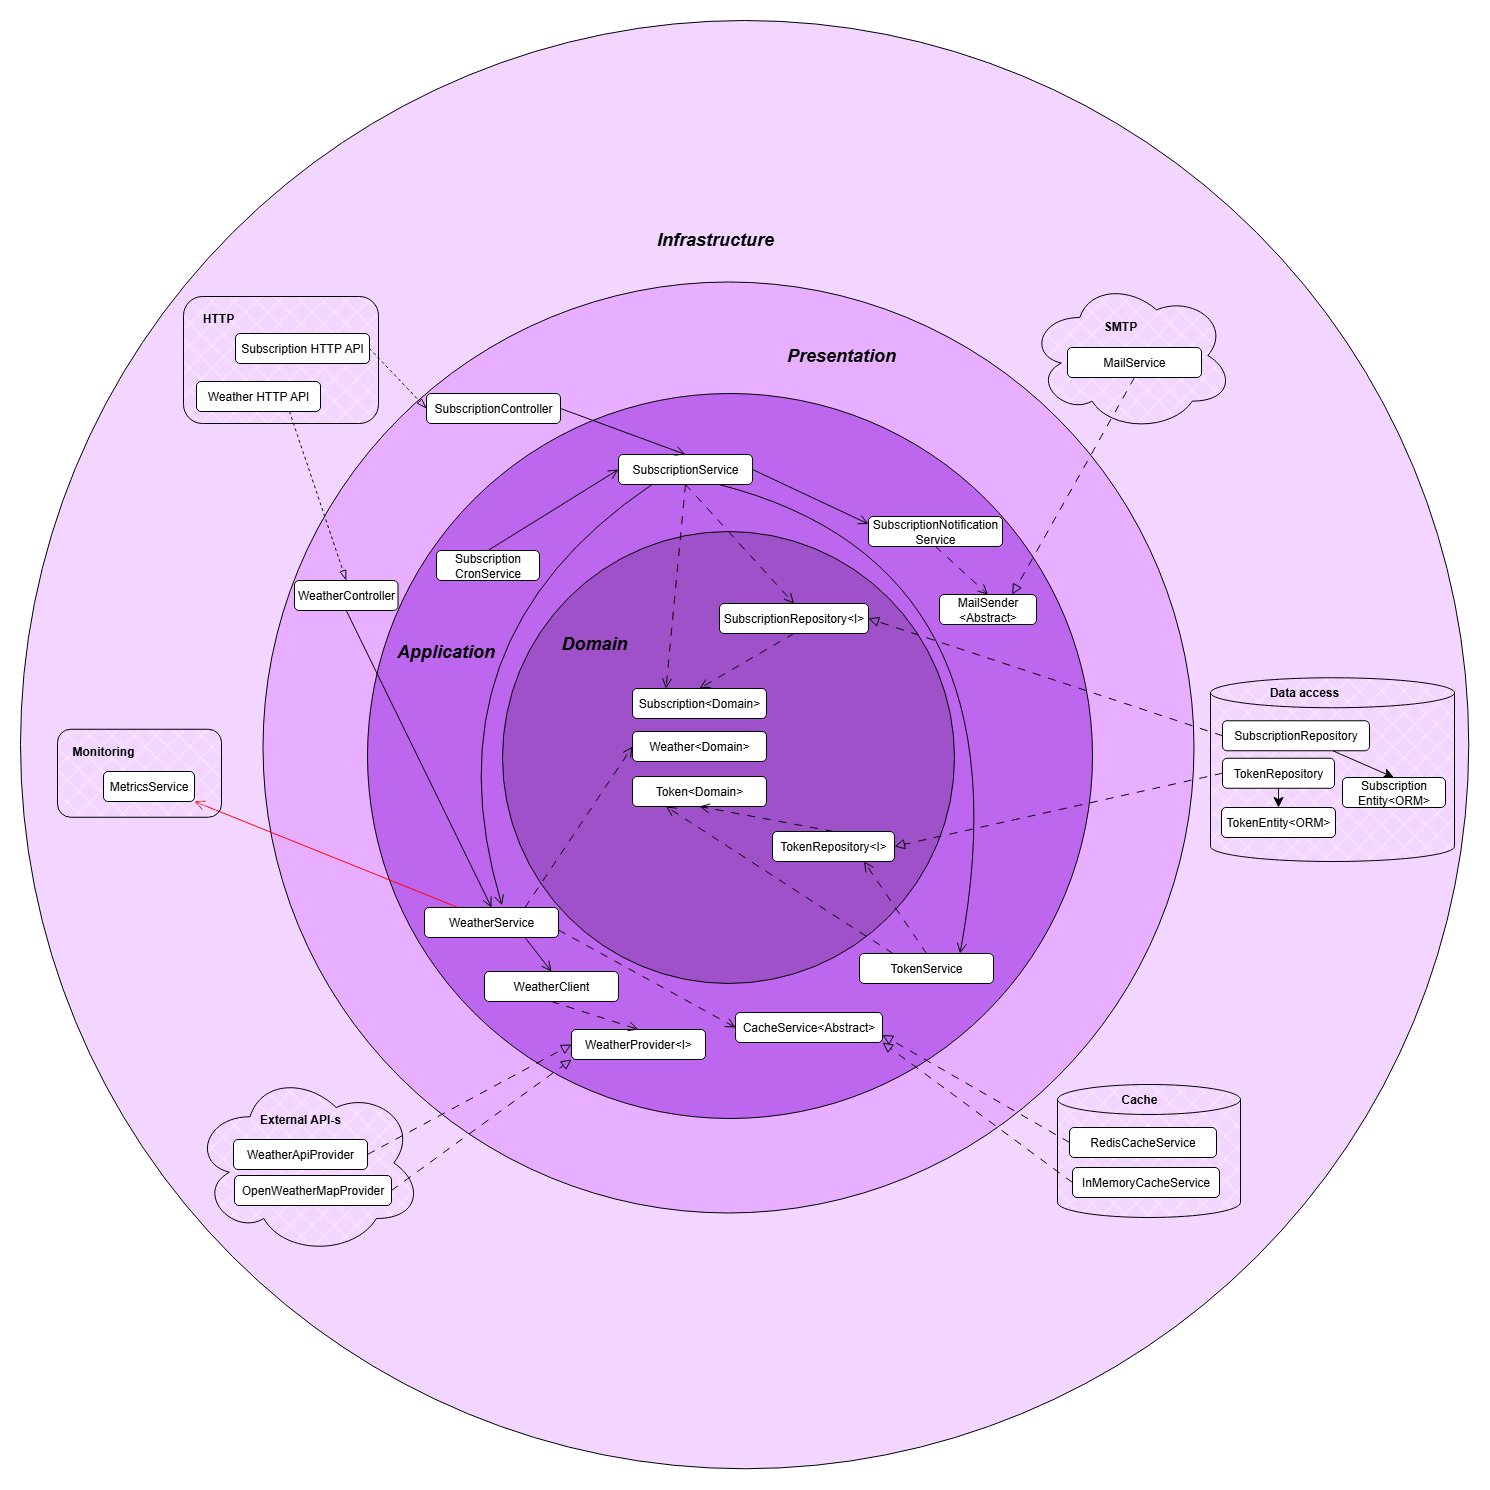 Infrastructure
HTTP
Subscription HTTP API
Weather HTTP API
SMTP
MailService
Presentation
SubscriptionController
SubscriptionService
SubscriptionNotification
Service
Subscription
CronService
WeatherController
MailSender
<Abstract>
SubscriptionRepository<I>
Application
Domain
Subscription<Domain>
Weather<Domain>
Token<Domain>
TokenRepository<I>
Data access
SubscriptionRepository
TokenRepository
Subscription
Entity<ORM>
TokenEntity<ORM>
Monitoring
MetricsService
WeatherService
TokenService
WeatherClient
CacheService<Abstract>
WeatherProvider<I>
External API-s
WeatherApiProvider
OpenWeatherMapProvider
Cache
RedisCacheService
InMemoryCacheService